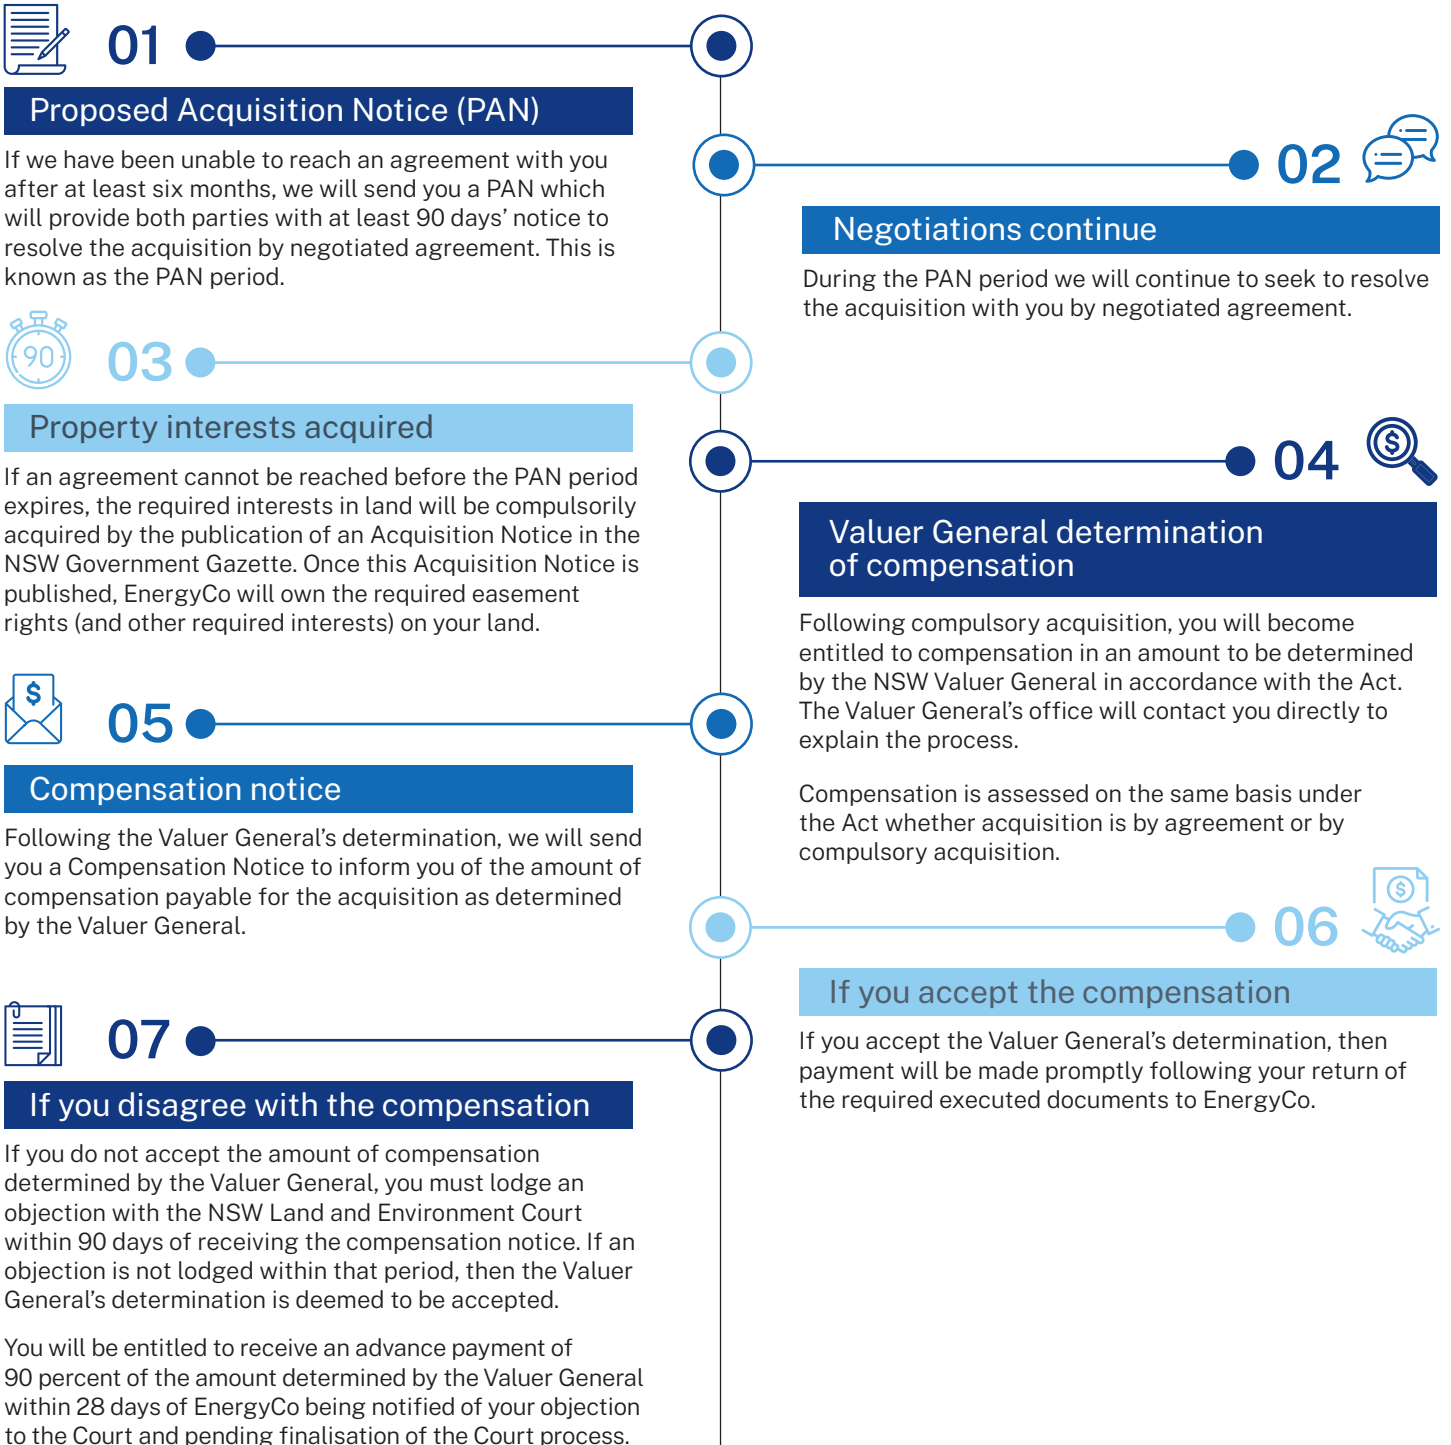 01
Proposed Acquisition Notice (PAN)
If we have been unable to reach an agreement with you
after at least six months, we will send you a PAN which
will provide both parties with at least 90 days’ notice to
resolve the acquisition by negotiated agreement. This is
known as the PAN period.
02
Negotiations continue
During the PAN period we will continue to seek to resolve
the acquisition with you by negotiated agreement.
90
03
Property interests acquired
If an agreement cannot be reached before the PAN period
expires, the required interests in land will be compulsorily
acquired by the publication of an Acquisition Notice in the
NSW Government Gazette. Once this Acquisition Notice is
published, EnergyCo will own the required easement
rights (and other required interests) on your land.
04
$
Valuer General determination
of compensation
Following compulsory acquisition, you will become
entitled to compensation in an amount to be determined
by the NSW Valuer General in accordance with the Act.
The Valuer General’s office will contact you directly to
explain the process.
Compensation is assessed on the same basis under
the Act whether acquisition is by agreement or by
compulsory acquisition.
$
05
Compensation notice
Following the Valuer General’s determination, we will send
you a Compensation Notice to inform you of the amount of
compensation payable for the acquisition as determined
by the Valuer General.
06
$
If you accept the compensation
If you accept the Valuer General’s determination, then
payment will be made promptly following your return of
the required executed documents to EnergyCo.
07
If you disagree with the compensation
If you do not accept the amount of compensation
determined by the Valuer General, you must lodge an
objection with the NSW Land and Environment Court
within 90 days of receiving the compensation notice. If an
objection is not lodged within that period, then the Valuer
General’s determination is deemed to be accepted.
You will be entitled to receive an advance payment of
90 percent of the amount determined by the Valuer General
within 28 days of EnergyCo being notified of your objection
to the Court and pending finalisation of the Court process.